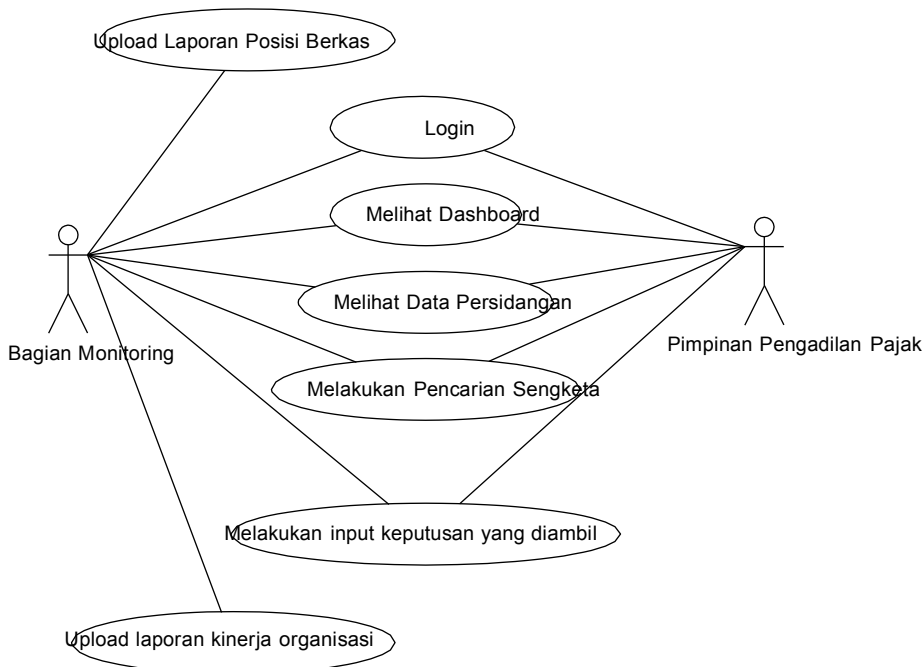 Upload Laporan Posisi Berkas
Login
Melihat Dashboard
Melihat Data Persidangan
Bagian Monitoring
Pimpinan Pengadilan Pajak
Melakukan Pencarian Sengketa
Melakukan input keputusan yang diambil
Upload laporan kinerja organisasi